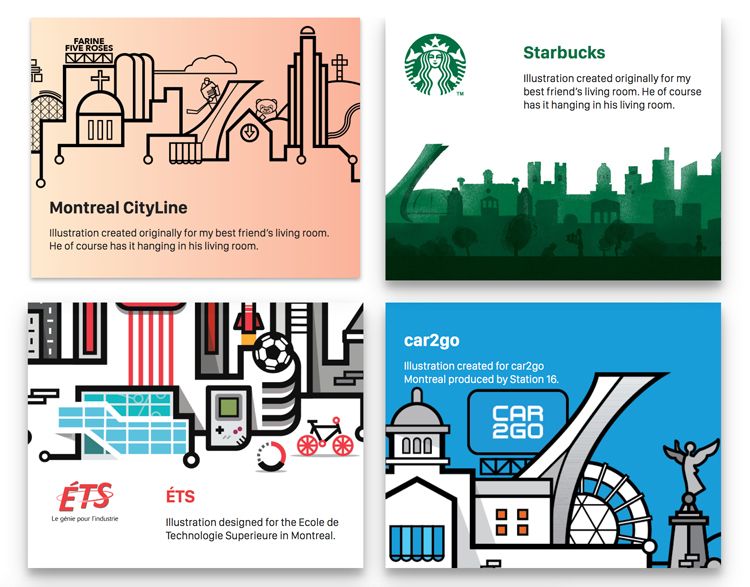 FARINE
FIVE ROSES
Montreal CityLine
Illustration created originally for my best friend's living room.
He of course has it hanging in his living room.
TM
Starbucks
Illustration created originally for my
best friend's living room. He of course
has it hanging in his living room.
ÉTS
Le génie pour l'industrie
ÉTS
Illustration designed for the Ecole de
Technologie Superieure in Montreal.
car2go
Illustration created for car2go
Montreal produced by Station 16.
CAR
2GO